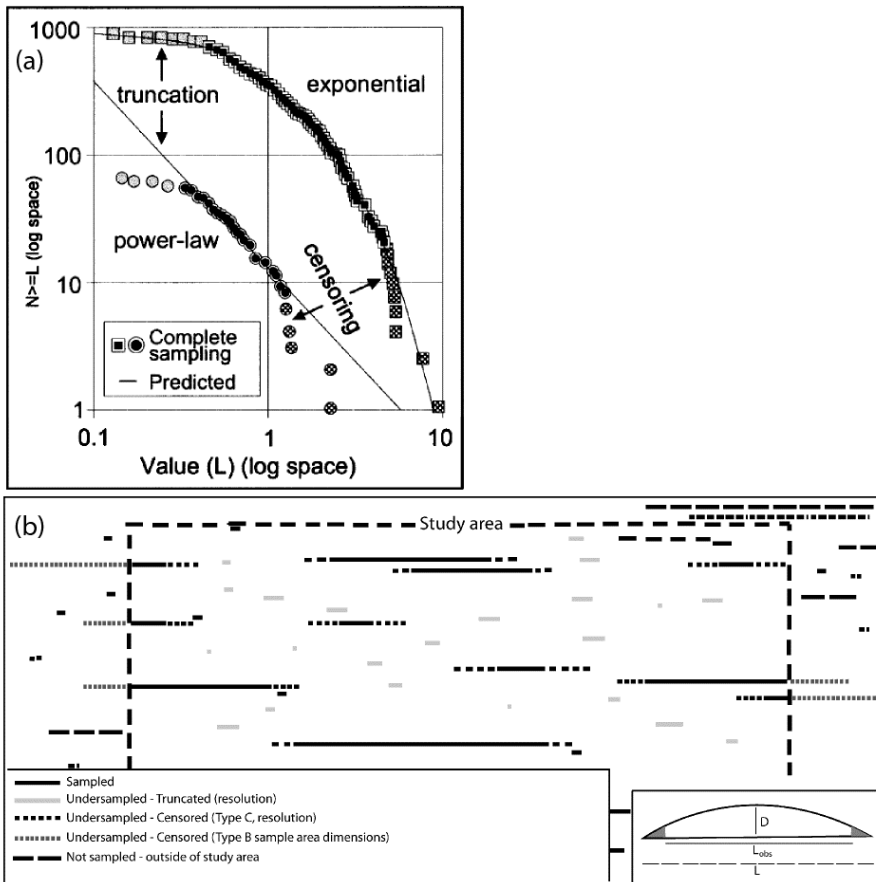 (a)
1000
100
10
1
N>=L (log space)
truncation
exponential
power-law
censoring
Complete
sampling
Predicted
0.1
1
10
Value (L) (log space)
(b)
Study area
Sampled
Undersampled - Truncated (resolution)
Undersampled - Censored (Type C, resolution)
Undersampled - Censored (Type B sample area dimensions)
Not sampled - outside of study area
D
Lobs
L